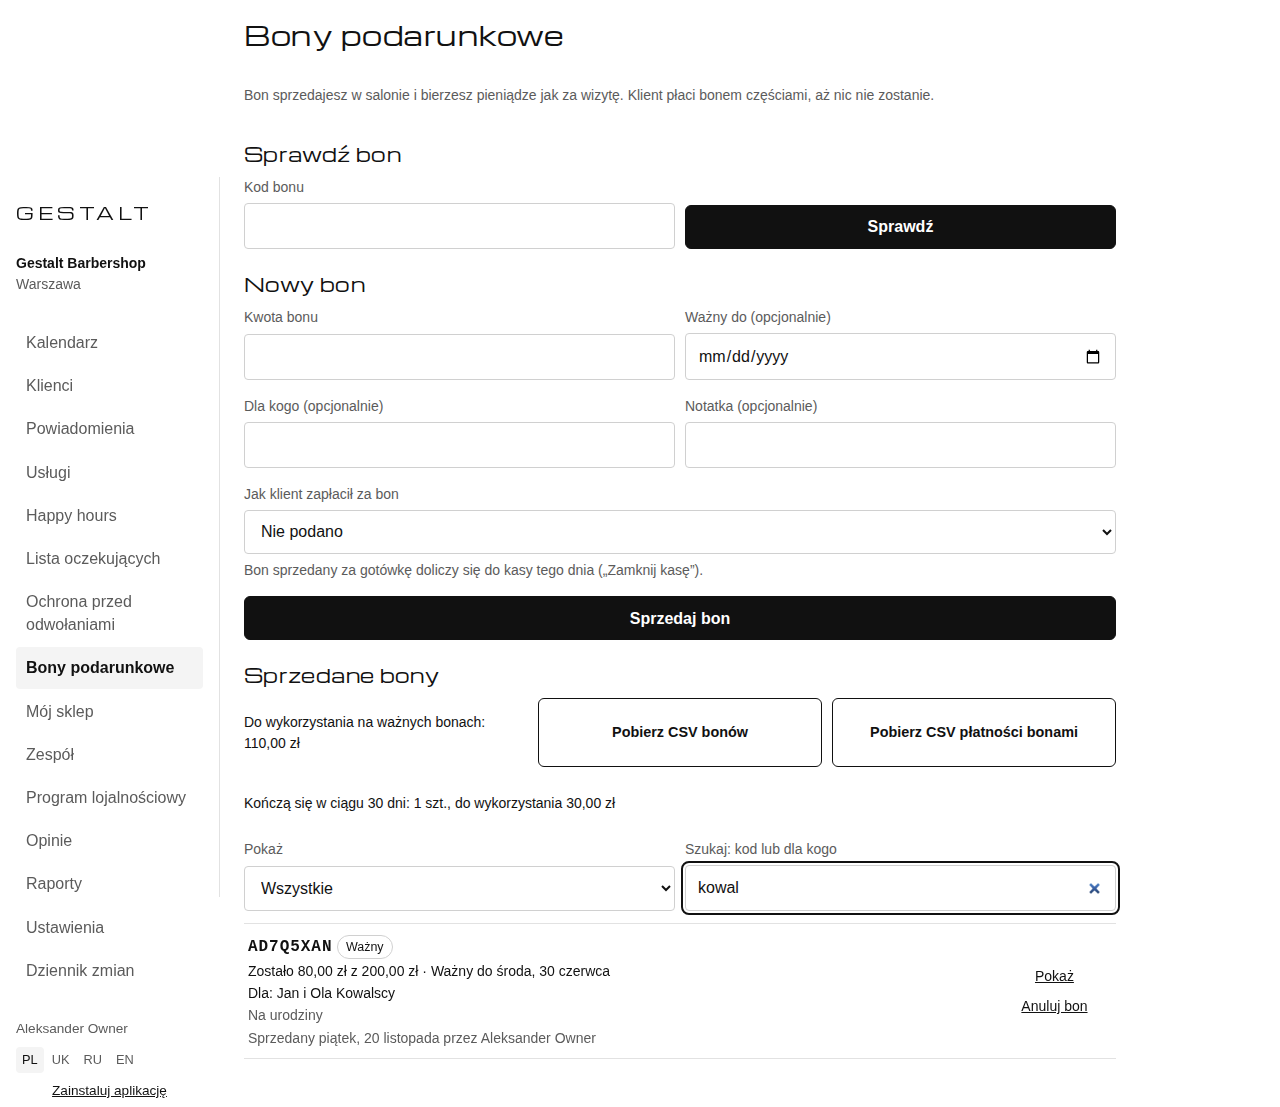 GESTALT
Gestalt Barbershop
Warszawa
Kalendarz
Klienci
Powiadomienia
Usługi
Happy hours
Lista oczekujących
Ochrona przed
odwołaniami
Bony podarunkowe
Mój sklep
Zespół
Program lojalnościowy
Opinie
Raporty
Ustawienia
Dziennik zmian
Aleksander Owner
PL UK RU EN
Zainstaluj aplikację
Bony podarunkowe
Bon sprzedajesz w salonie i bierzesz pieniądze jak za wizytę. Klient płaci bonem częściami, aż nic nie zostanie.
Sprawdź bon
Kod bonu
Sprawdź
Nowy bon
Kwota bonu
Ważny do (opcjonalnie)
mm/dd/yyyy
Dla kogo (opcjonalnie)
Notatka (opcjonalnie)
Jak klient zapłacił za bon
Nie podano
Bon sprzedany za gotówkę doliczy się do kasy tego dnia („Zamknij kasę”).
Sprzedaj bon
Sprzedane bony
Do wykorzystania na ważnych bonach:
110,00 zł
Pobierz CSV bonów
Pobierz CSV płatności bonami
Kończą się w ciągu 30 dni: 1 szt., do wykorzystania 30,00 zł
Pokaż
Wszystkie
Szukaj: kod lub dla kogo
kowal
AD7Q5XAN Ważny
Zostało 80,00 zł z 200,00 zł · Ważny do środa, 30 czerwca
Dla: Jan i Ola Kowalscy
Na urodziny
Sprzedany piątek, 20 listopada przez Aleksander Owner
Pokaż
Anuluj bon